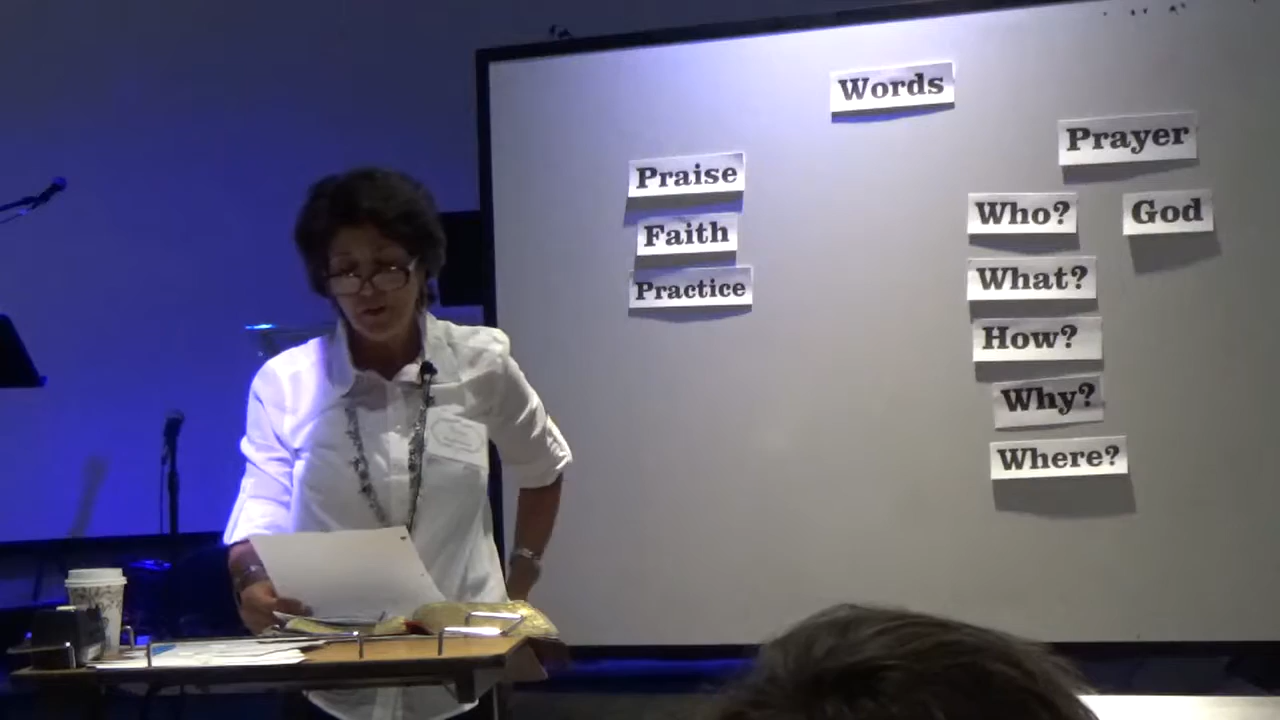 Words
Praise
Faith
Practice
Prayer
Who?
God
What?
How?
Why?
Where?